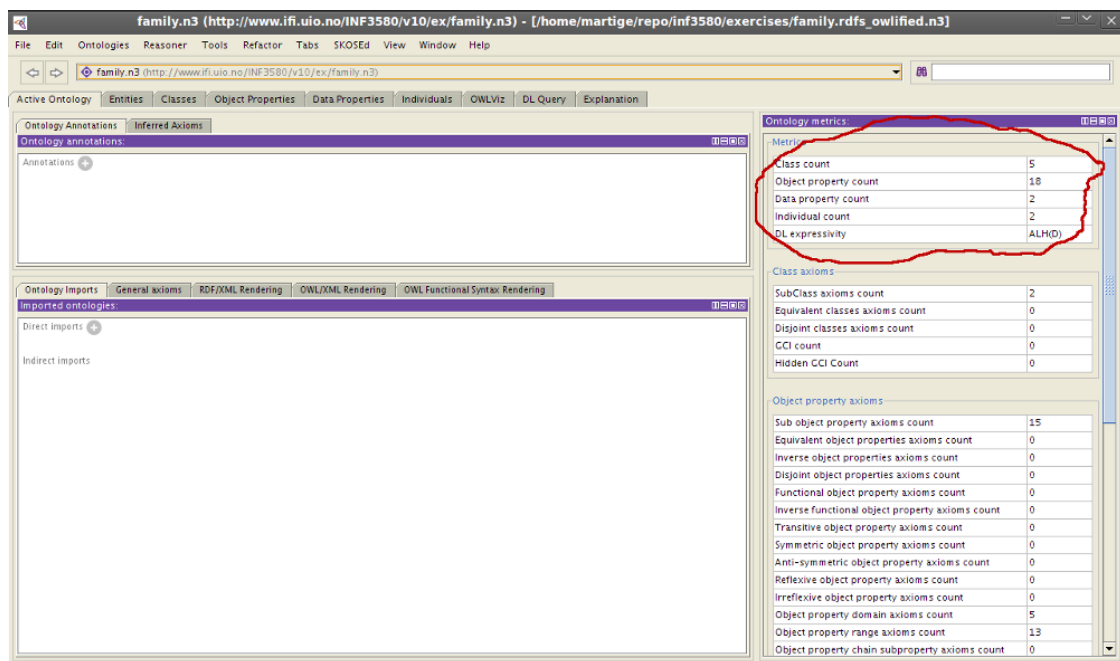 family.n3 (http://www.ifi.uio.no/INF3580/v10/ex/family.n3) - [/home/martige/repo/inf3580/exercises/family.rdfs_owlified.n3]
File Edit Ontologies Reasoner Tools Refactor Tabs SKOSEd View Window Help
family.n3 (http://www.ifi.uio.no/INF3580/v10/ex/family.n3)
Active Ontology Entities Classes Object Properties Data Properties Individuals OWLViz DL Query Explanation
Ontology Annotations Inferred Axioms
Ontology annotations:
Annotations
Ontology Imports General axioms RDF/XML Rendering OWL/XML Rendering OWL Functional Syntax Rendering
Imported ontologies:
Direct imports
Indirect imports
Ontology metrics:
Metrics
Class count 5
Object property count 18
Data property count 2
Individual count 2
DL expressivity ALH(D)
Class axioms
SubClass axioms count 2
Equivalent classes axioms count 0
Disjoint classes axioms count 0
GCI count 0
Hidden GCI Count 0
Object property axioms
Sub object property axioms count 15
Equivalent object properties axioms count 0
Inverse object properties axioms count 0
Disjoint object properties axioms count 0
Functional object property axioms count 0
Inverse functional object property axioms count 0
Transitive object property axioms count 0
Symmetric object property axioms count 0
Anti-symmetric object property axioms count 0
Reflexive object property axioms count 0
Irreflexive object property axioms count 0
Object property domain axioms count 5
Object property range axioms count 13
Object property chain subproperty axioms count 0